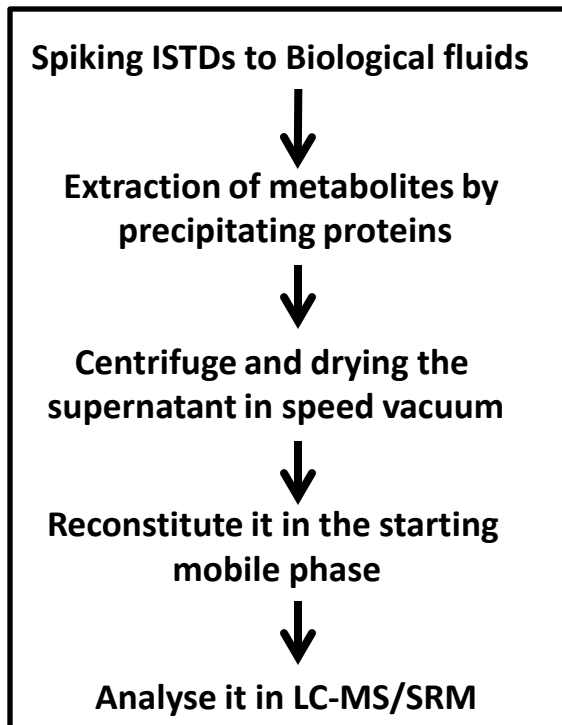 Spiking ISTDs to Biological fluids
Extraction of metabolites by
precipitating proteins
Centrifuge and drying the
supernatant in speed vacuum
Reconstitute it in the starting
mobile phase
Analyse it in LC-MS/SRM